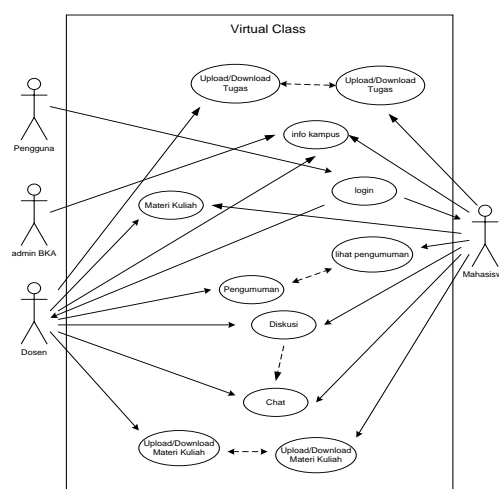 Virtual Class
Upload/Download
Tugas
Upload/Download
Tugas
Pengguna
info kampus
login
Materi Kuliah
admin BKA
Mahasisw
lihat pengumuman
Pengumuman
Dosen
Diskusi
Chat
Upload/Download
Materi Kuliah
Upload/Download
Materi Kuliah